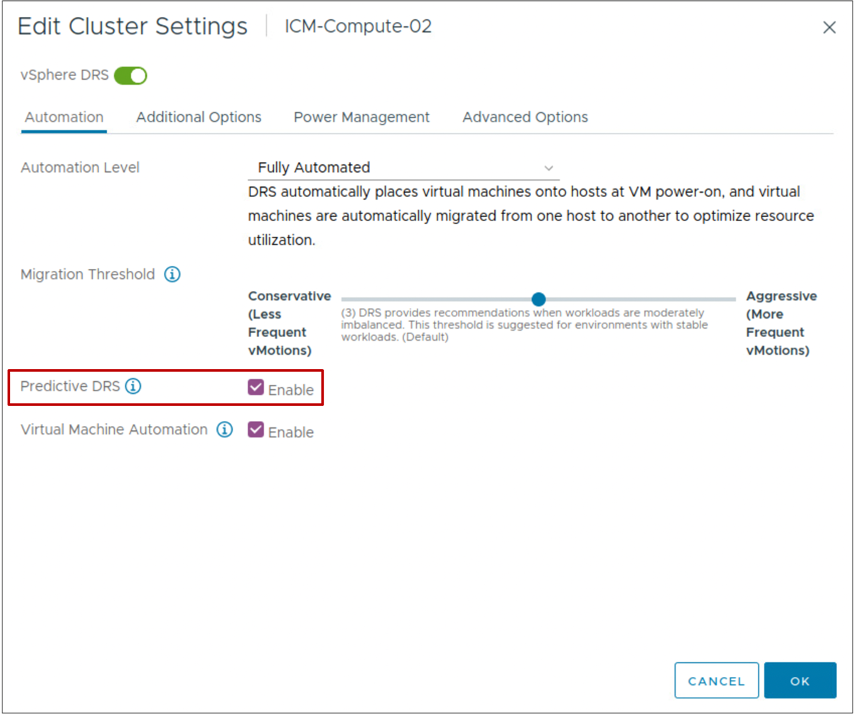 Edit Cluster Settings ICM-Compute-02
vSphere DRS
Automation Additional Options Power Management Advanced Options
Automation Level Fully Automated
DRS automatically places virtual machines onto hosts at VM power-on, and virtual
machines are automatically migrated from one host to another to optimize resource
utilization.
Migration Threshold
Conservative
(Less
Frequent
vMotions)
(3) DRS provides recommendations when workloads are moderately
imbalanced. This threshold is suggested for environments with stable
workloads. (Default)
Aggressive
(More
Frequent
vMotions)
Predictive DRS Enable
Virtual Machine Automation Enable
CANCEL OK